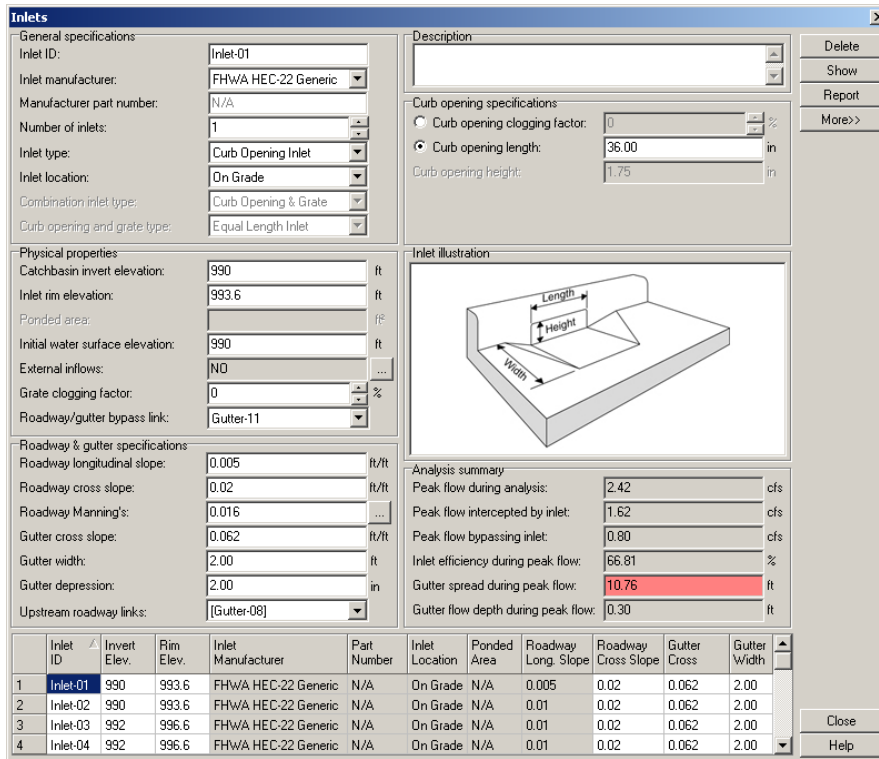 Inlets
General specifications
Inlet ID: Inlet-01
Inlet manufacturer: FHWA HEC-22 Generic
Manufacturer part number: N/A
Number of inlets: 1
Inlet type: Curb Opening Inlet
Inlet location: On Grade
Combination inlet type: Curb Opening & Grate
Curb opening and grate type: Equal Length Inlet
Physical properties
Catchbasin invert elevation: 990 ft
Inlet rim elevation: 993.6 ft
Ponded area: ft²
Initial water surface elevation: 990 ft
External inflows: NO ...
Grate clogging factor: 0 %
Roadway/gutter bypass link: Gutter-11
Roadway & gutter specifications
Roadway longitudinal slope: 0.005 ft/ft
Roadway cross slope: 0.02 ft/ft
Roadway Manning's: 0.016 ...
Gutter cross slope: 0.062 ft/ft
Gutter width: 2.00 ft
Gutter depression: 2.00 in
Upstream roadway links: [Gutter-08]
Description
Curb opening specifications
Curb opening clogging factor: 0 %
Curb opening length: 36.00 in
Curb opening height: 1.75 in
Inlet illustration
Length
Height
Width
Analysis summary
Peak flow during analysis: 2.42 cfs
Peak flow intercepted by inlet: 1.62 cfs
Peak flow bypassing inlet: 0.80 cfs
Inlet efficiency during peak flow: 66.81 %
Gutter spread during peak flow: 10.76 ft
Gutter flow depth during peak flow: 0.30 ft
Delete
Show
Report
More>>
Inlet Invert Rim Inlet Part Inlet Ponded Roadway Roadway Gutter Gutter
ID Elev. Elev. Manufacturer Number Location Area Long. Slope Cross Slope Cross Width
1 Inlet-01 990 993.6 FHWA HEC-22 Generic N/A On Grade N/A 0.005 0.02 0.062 2.00
2 Inlet-02 990 993.6 FHWA HEC-22 Generic N/A On Grade N/A 0.01 0.02 0.062 2.00
3 Inlet-03 992 996.6 FHWA HEC-22 Generic N/A On Grade N/A 0.01 0.02 0.062 2.00
4 Inlet-04 992 996.6 FHWA HEC-22 Generic N/A On Grade N/A 0.01 0.02 0.062 2.00
Close
Help